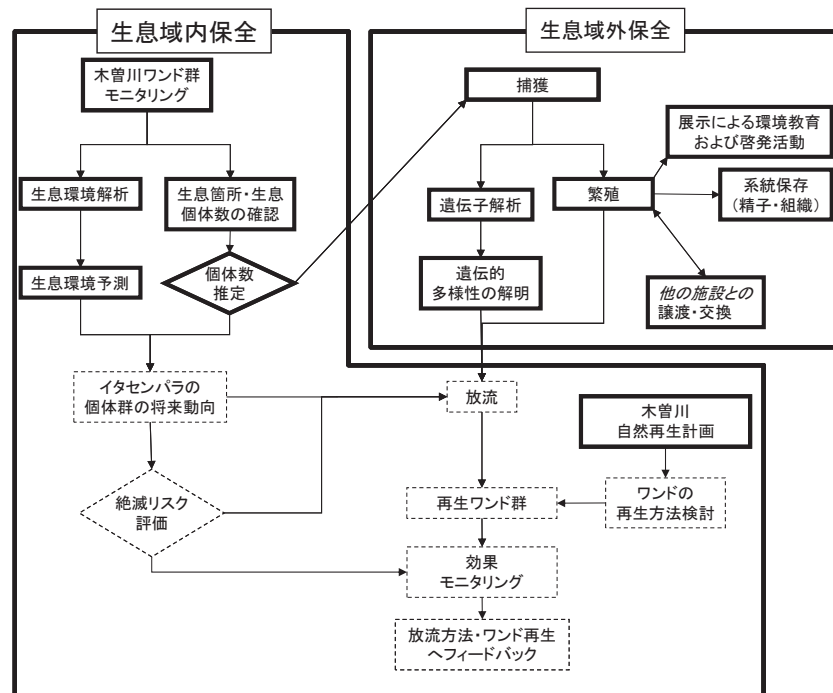 生息域内保全
木曽川ワンド群
モニタリング
生息環境解析
生息箇所・生息
個体数の確認
生息環境予測
個体数
推定
イタセンパラの
個体群の将来動向
絶滅リスク
評価
生息域外保全
捕獲
展示による環境教育
および啓発活動
遺伝子解析
繁殖
系統保存
(精子・組織)
遺伝的
多様性の解明
他の施設との
譲渡・交換
放流
木曽川
自然再生計画
再生ワンド群
ワンドの
再生方法検討
効果
モニタリング
放流方法・ワンド再生
へフィードバック